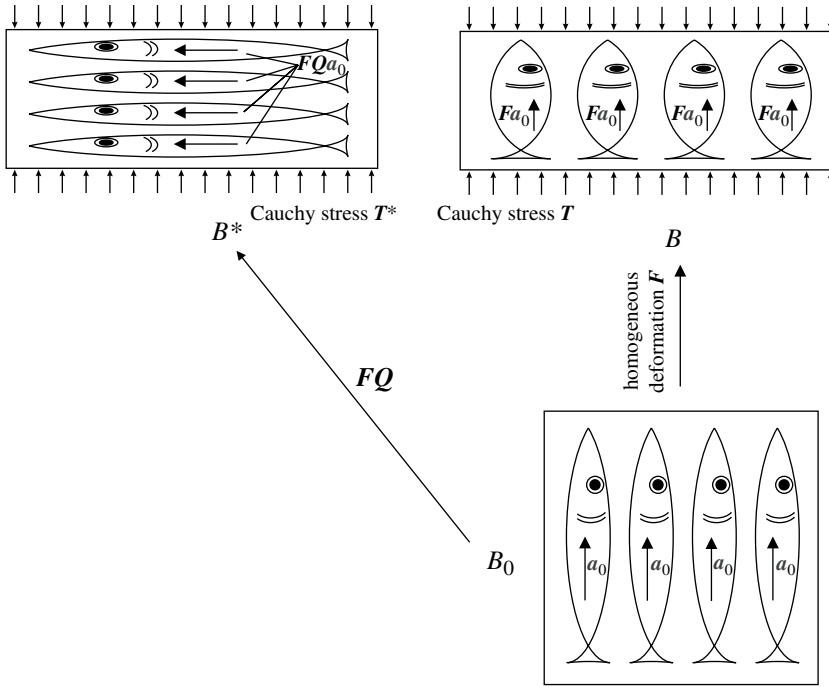 FQa₀
Fa₀ Fa₀ Fa₀ Fa₀
Cauchy stress T* Cauchy stress T
B* B
homogeneous
deformation F
FQ
B₀
a₀ a₀ a₀ a₀